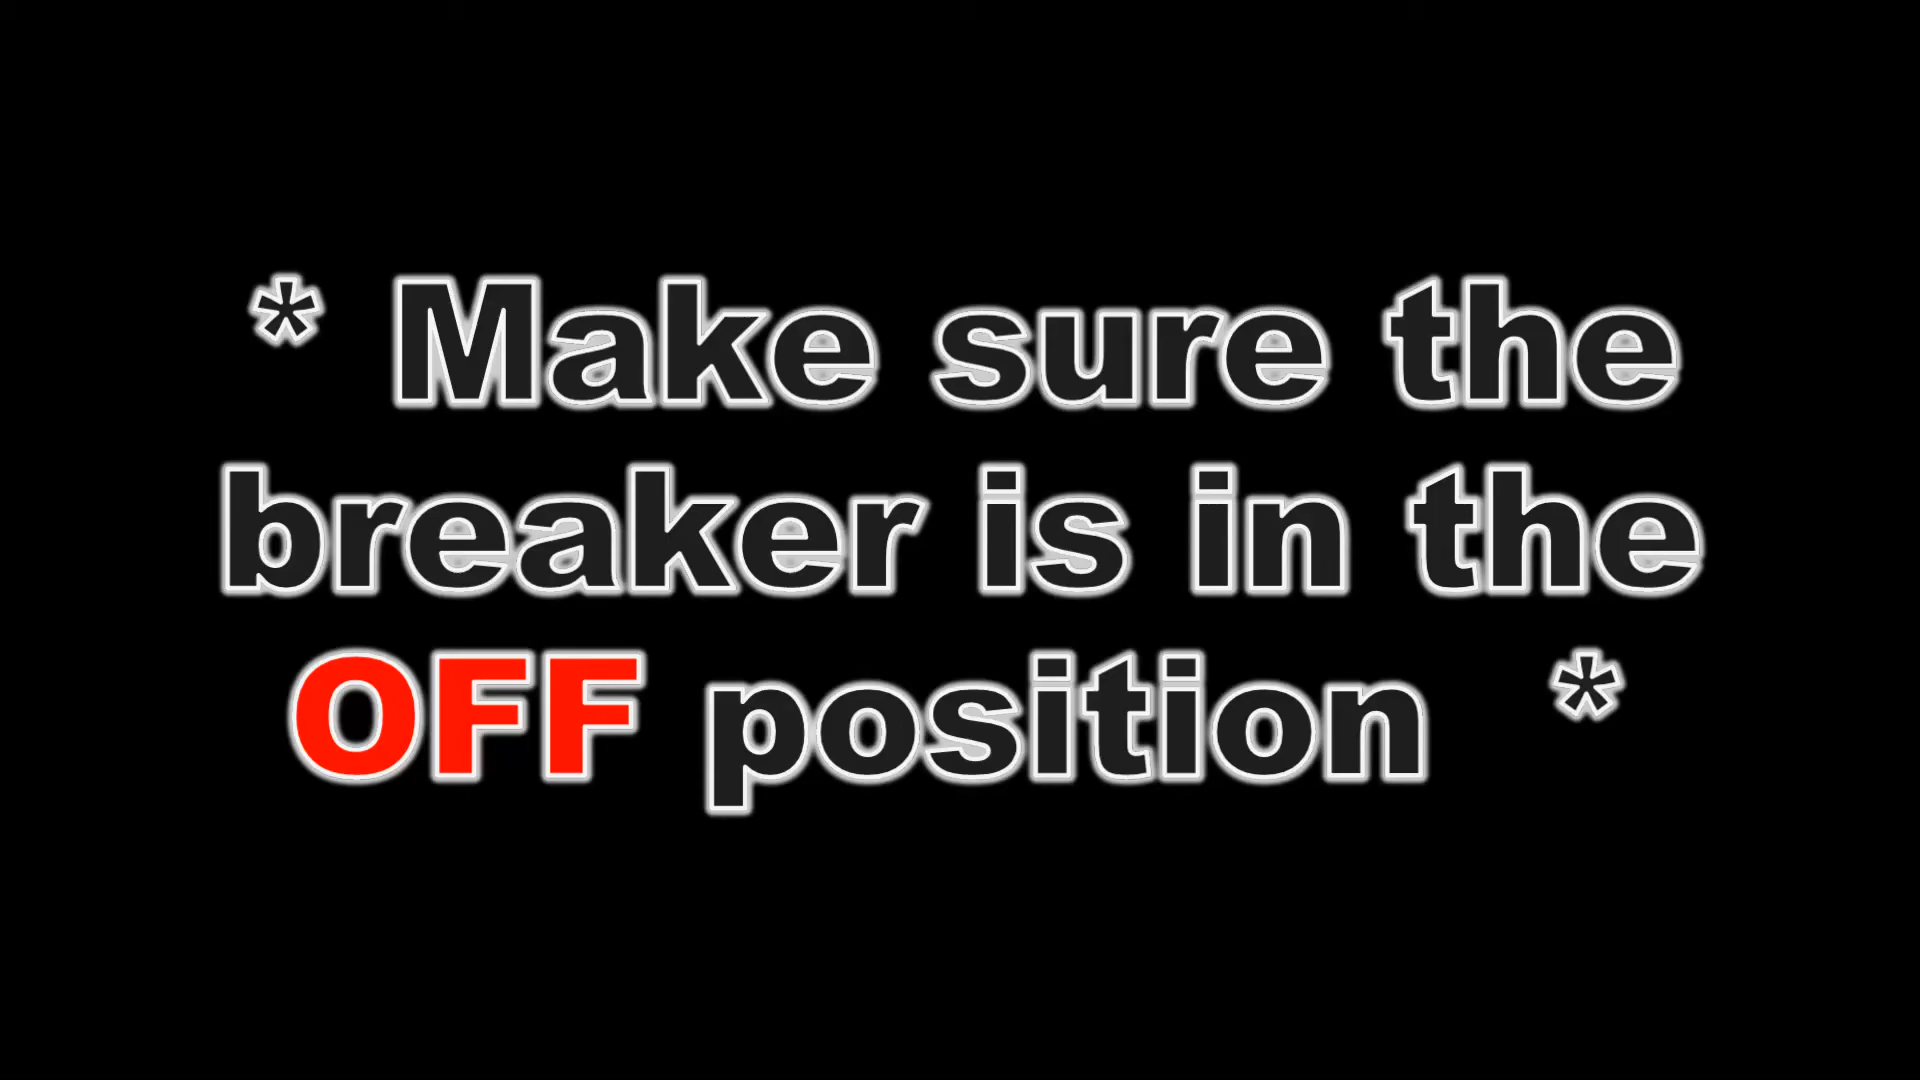 * Make sure the
breaker is in the
OFF position *